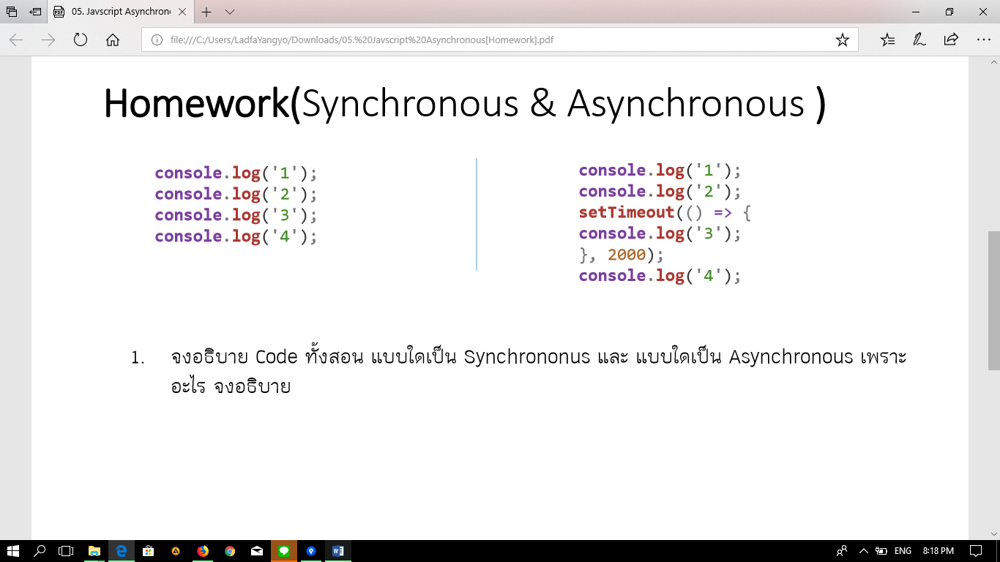 05. Javscript Asynchron
file:///C:/Users/LadfaYangyo/Downloads/05.%20Javscript%20Asynchronous[Homework].pdf
Homework(Synchronous & Asynchronous )
console.log('1');
console.log('2');
console.log('3');
console.log('4');
console.log('1');
console.log('2');
setTimeout(() => {
console.log('3');
}, 2000);
console.log('4');
1. จงอธิบาย Code ทั้งสอน แบบใดเป็น Synchrononus และ แบบใดเป็น Asynchronous เพราะ
อะไร จงอธิบาย
ENG 8:18 PM